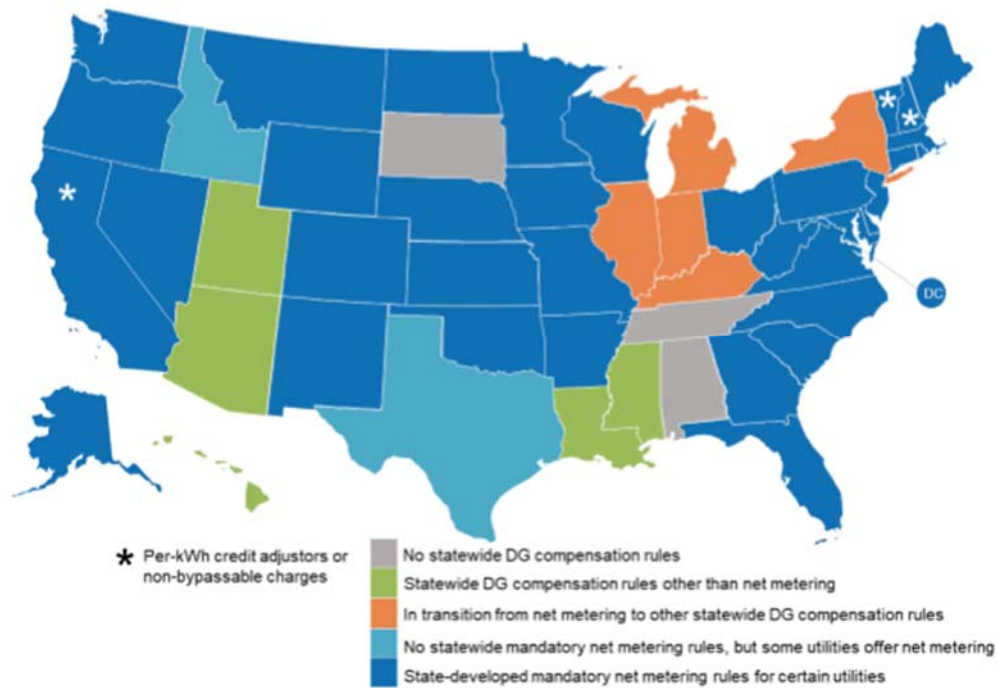 *
*
*
DC
* Per-kWh credit adjustors or
non-bypassable charges
No statewide DG compensation rules
Statewide DG compensation rules other than net metering
In transition from net metering to other statewide DG compensation rules
No statewide mandatory net metering rules, but some utilities offer net metering
State-developed mandatory net metering rules for certain utilities